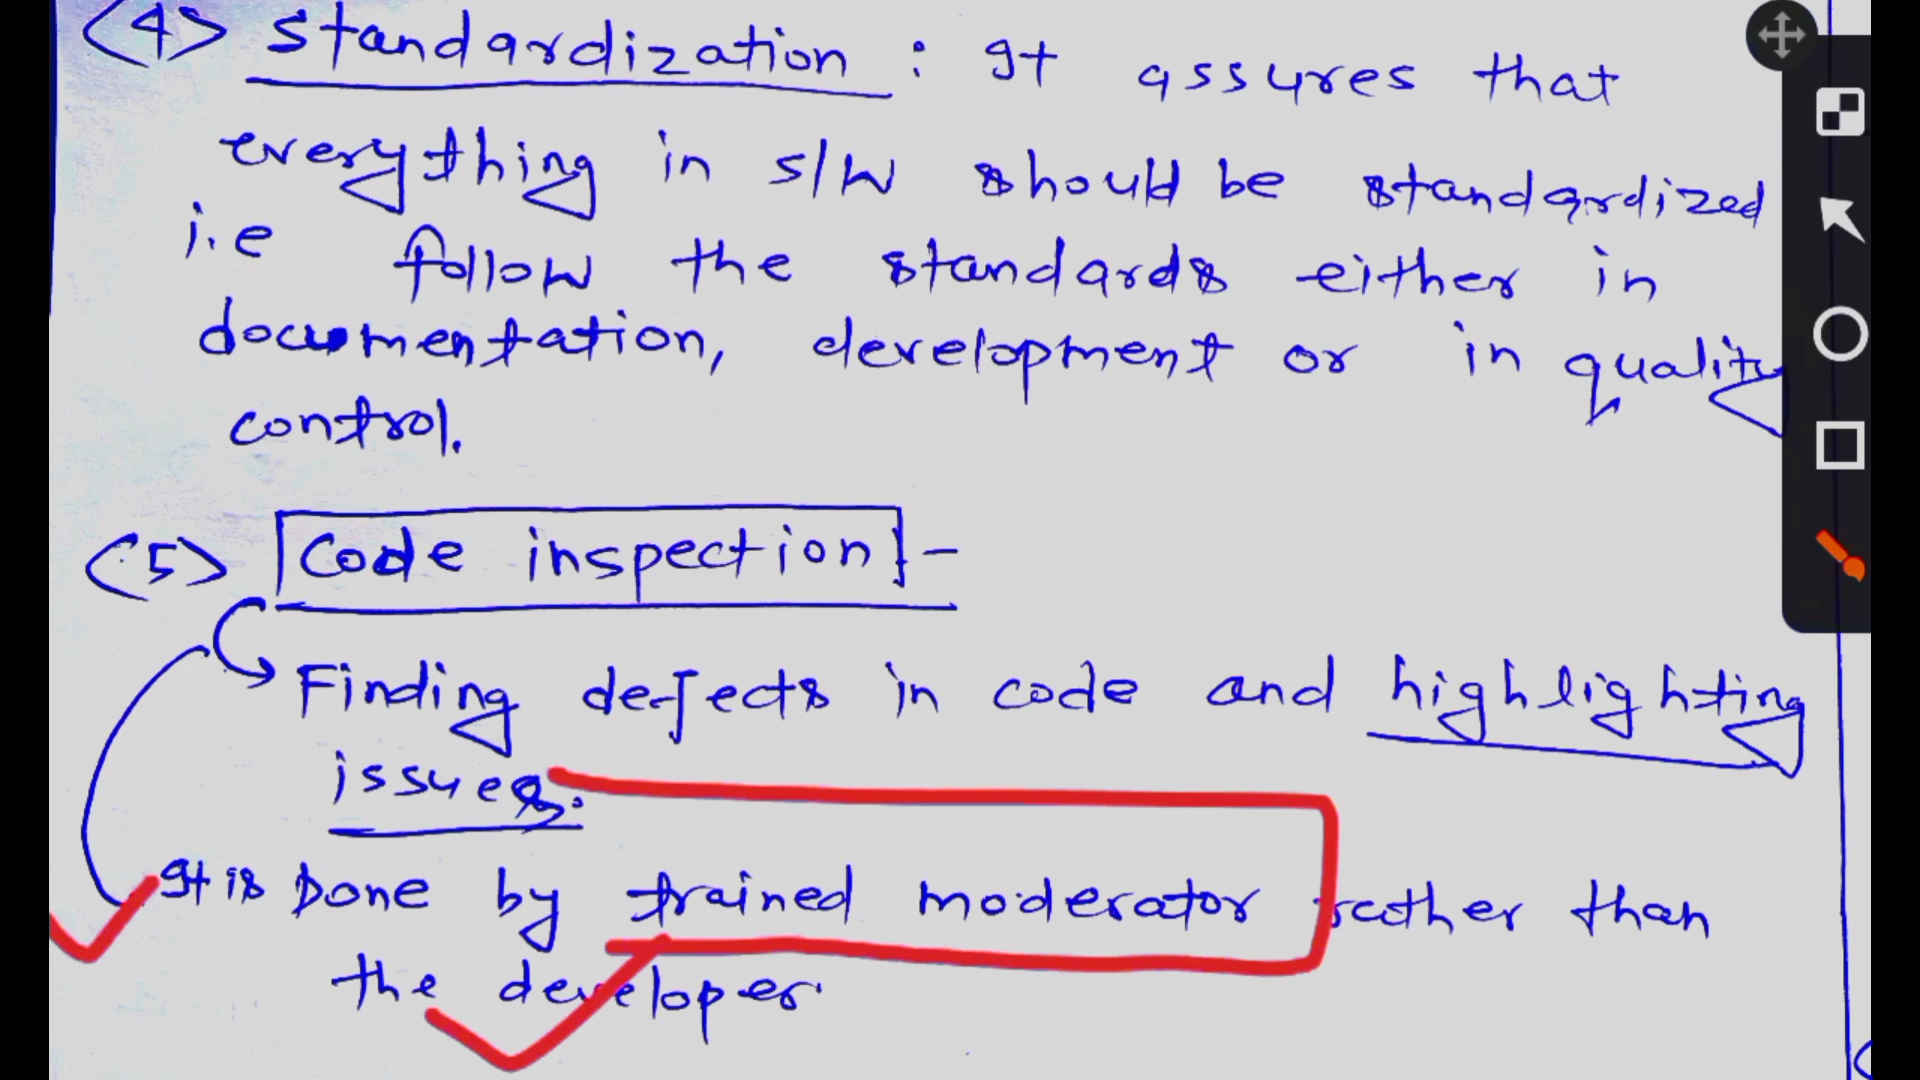 (4) Standardization : It assures that
everything in s/w should be standardized
i.e follow the standards either in
documentation, development or in quality
control.
(5) Code inspection :-
Finding defects in code and highlighting
issues.
It is Done by trained moderator rather than
the developer.